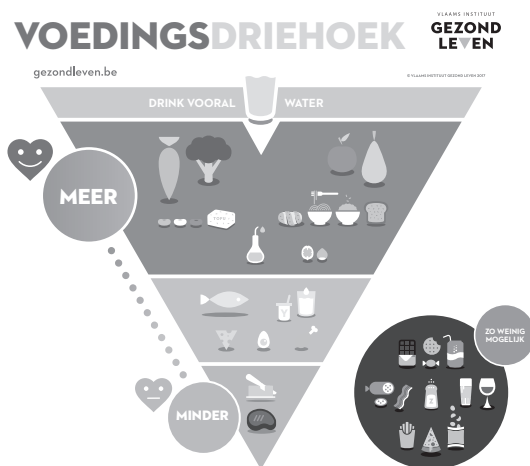 VOEDINGSDRIEHOEK
VLAAMS INSTITUUT
GEZOND
LEVEN
gezondleven.be
© VLAAMS INSTITUUT GEZOND LEVEN 2017
DRINK VOORAL WATER
MEER
TOFU
Y
MINDER
ZO WEINIG
MOGELIJK